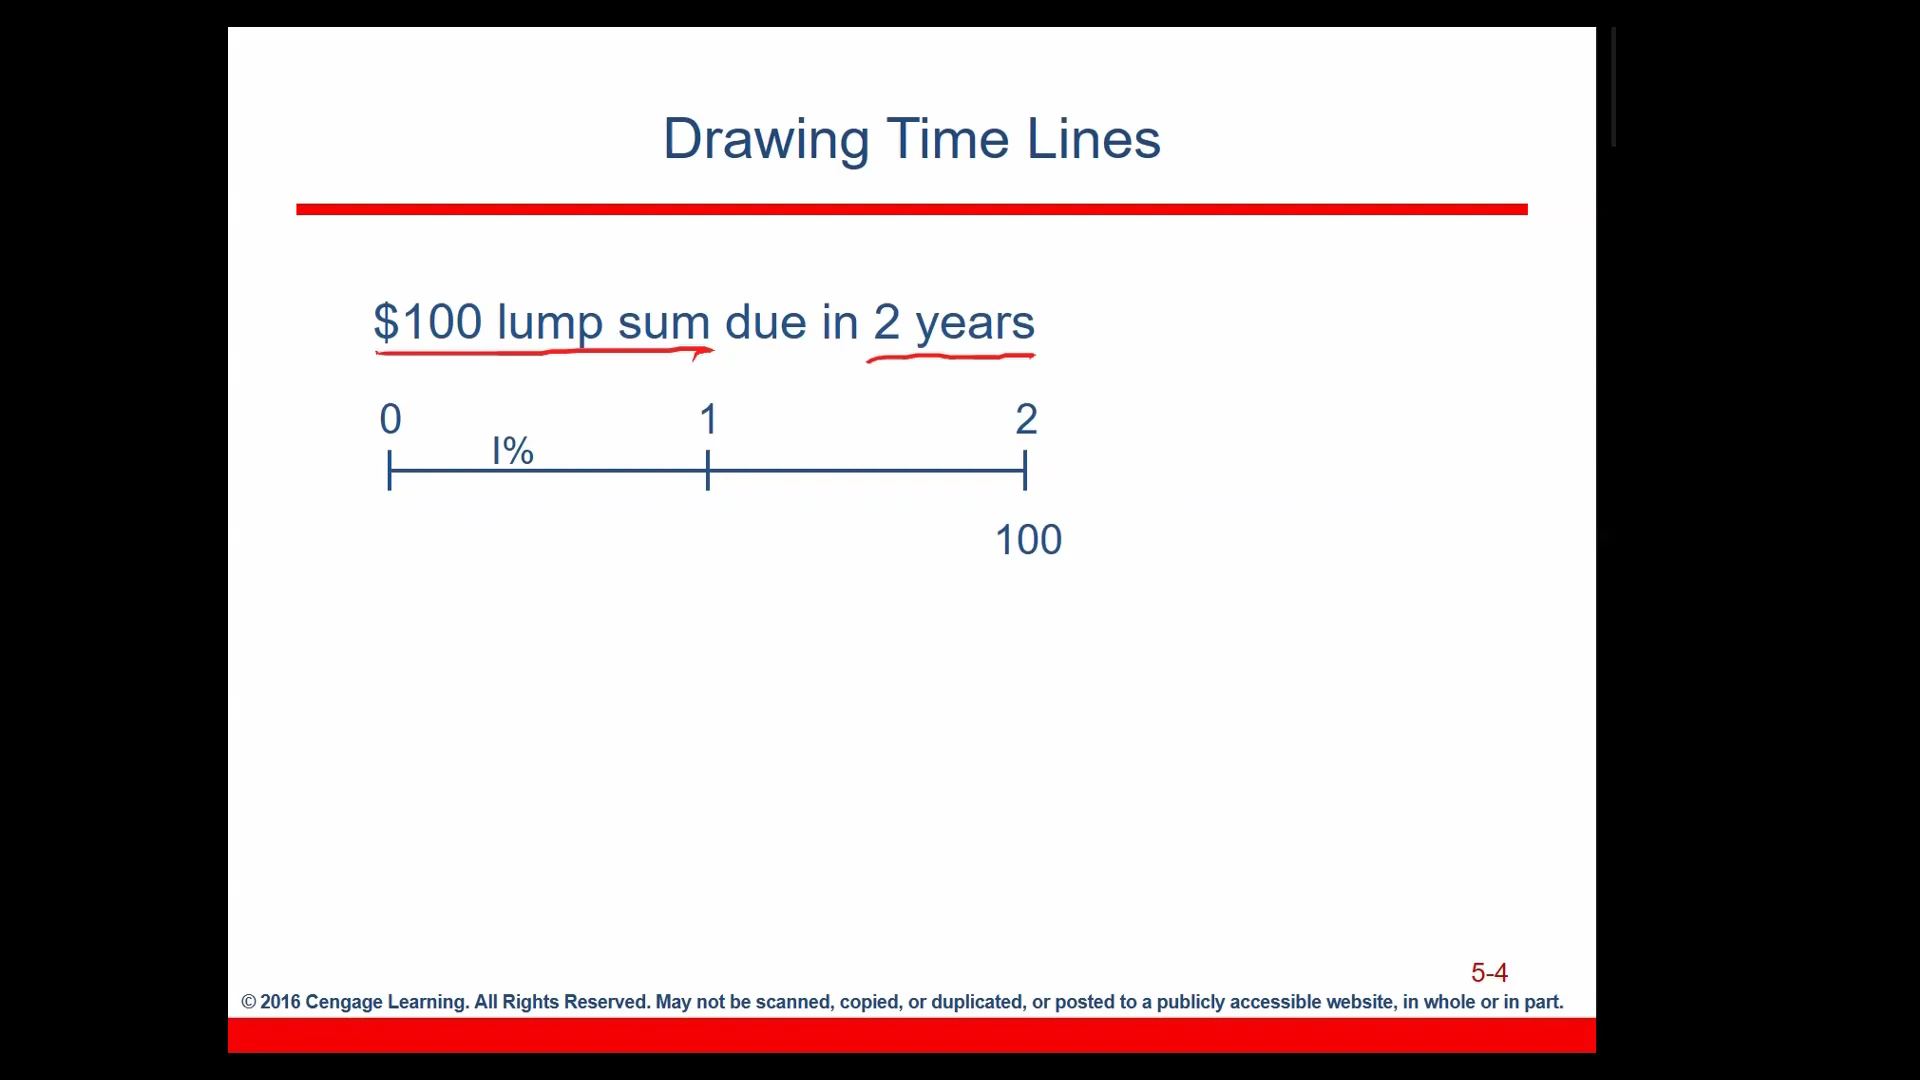 Drawing Time Lines
$100 lump sum due in 2 years
0 1 2
I%
100
5-4
© 2016 Cengage Learning. All Rights Reserved. May not be scanned, copied, or duplicated, or posted to a publicly accessible website, in whole or in part.